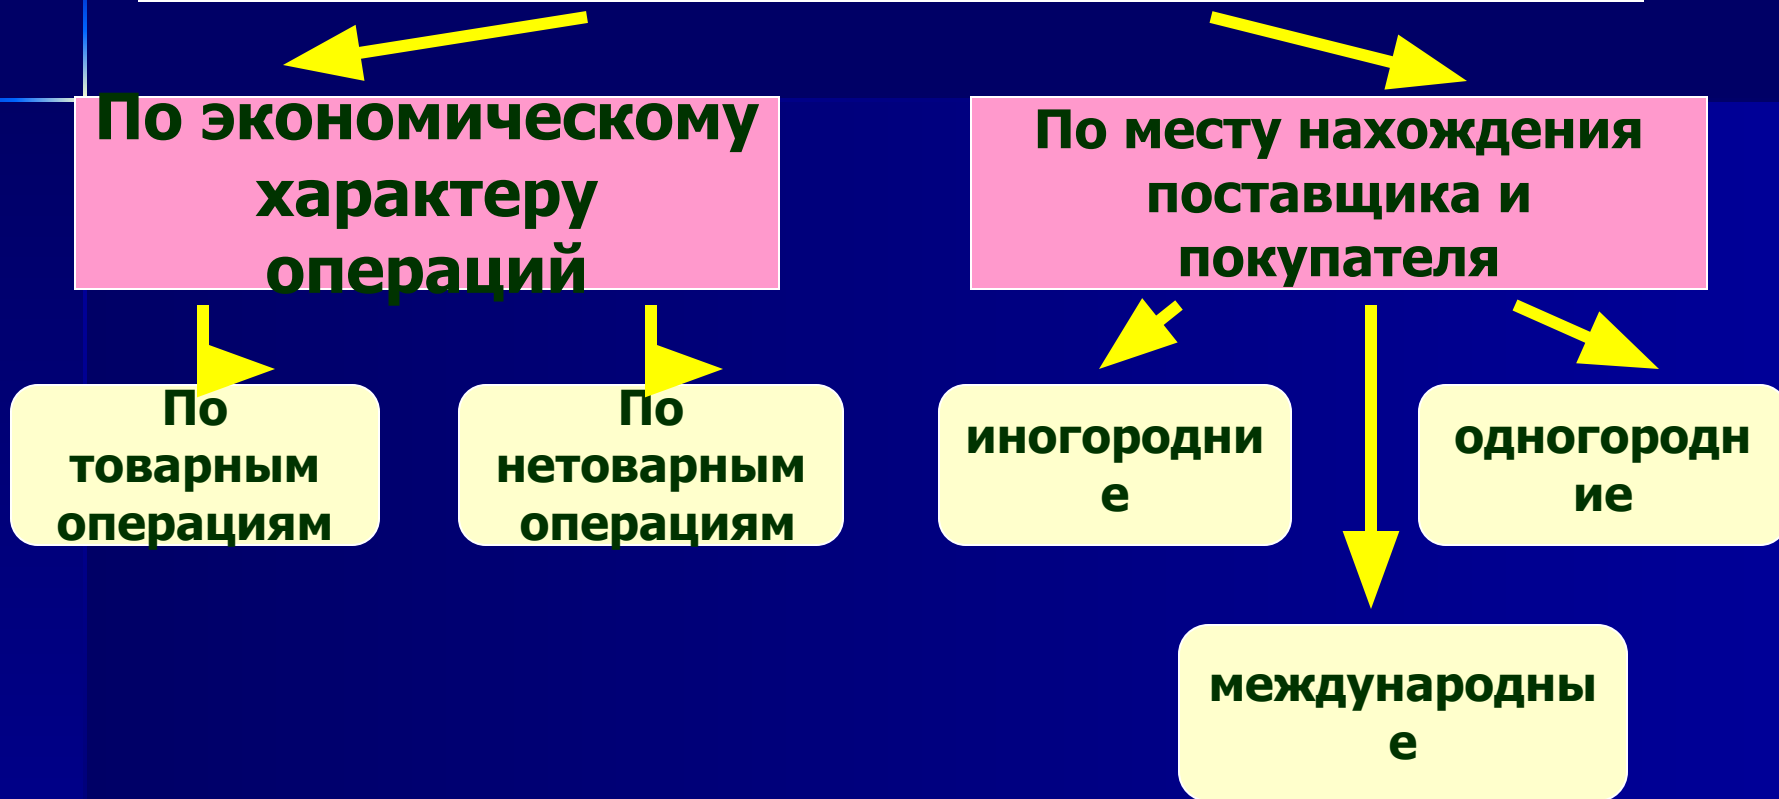 По экономическому
характеру
операций
По месту нахождения
поставщика и
покупателя
По
товарным
операциям
По
нетоварным
операциям
иногородни
е
одногородн
ие
международны
е